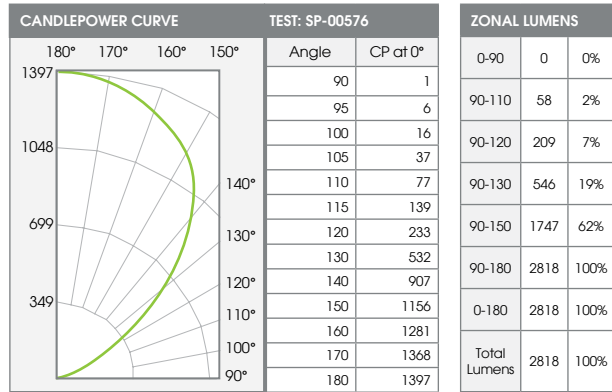 CANDLEPOWER CURVE
180° 170° 160° 150°
1397
1048
699
349
140°
130°
120°
110°
100°
90°
TEST: SP-00576
Angle CP at 0°
90 1
95 6
100 16
105 37
110 77
115 139
120 233
130 532
140 907
150 1156
160 1281
170 1368
180 1397
ZONAL LUMENS
0-90 0 0%
90-110 58 2%
90-120 209 7%
90-130 546 19%
90-150 1747 62%
90-180 2818 100%
0-180 2818 100%
Total
Lumens 2818 100%